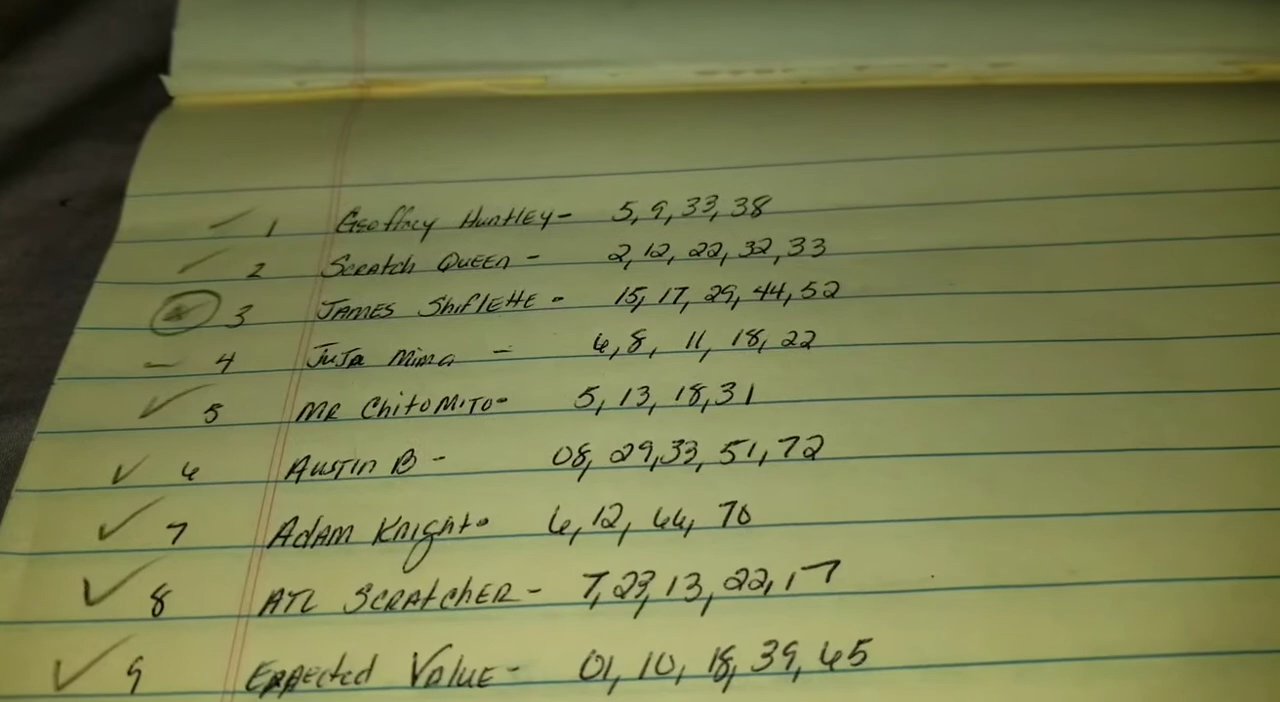 1 Geoffrey Huntley- 5, 9, 33, 38
2 Scratch Queen - 2, 12, 22, 32, 33
3 James Shiflette - 15, 17, 29, 44, 52
4 JuJa Mima - 6, 8, 11, 18, 22
5 MR ChitoMito- 5, 13, 18, 31
6 Austin B - 08, 29, 33, 51, 72
7 Adam Knight- 6, 12, 64, 70
8 ATL Scratcher - 7, 23, 13, 22, 17
9 Expected Value - 01, 10, 18, 39, 65